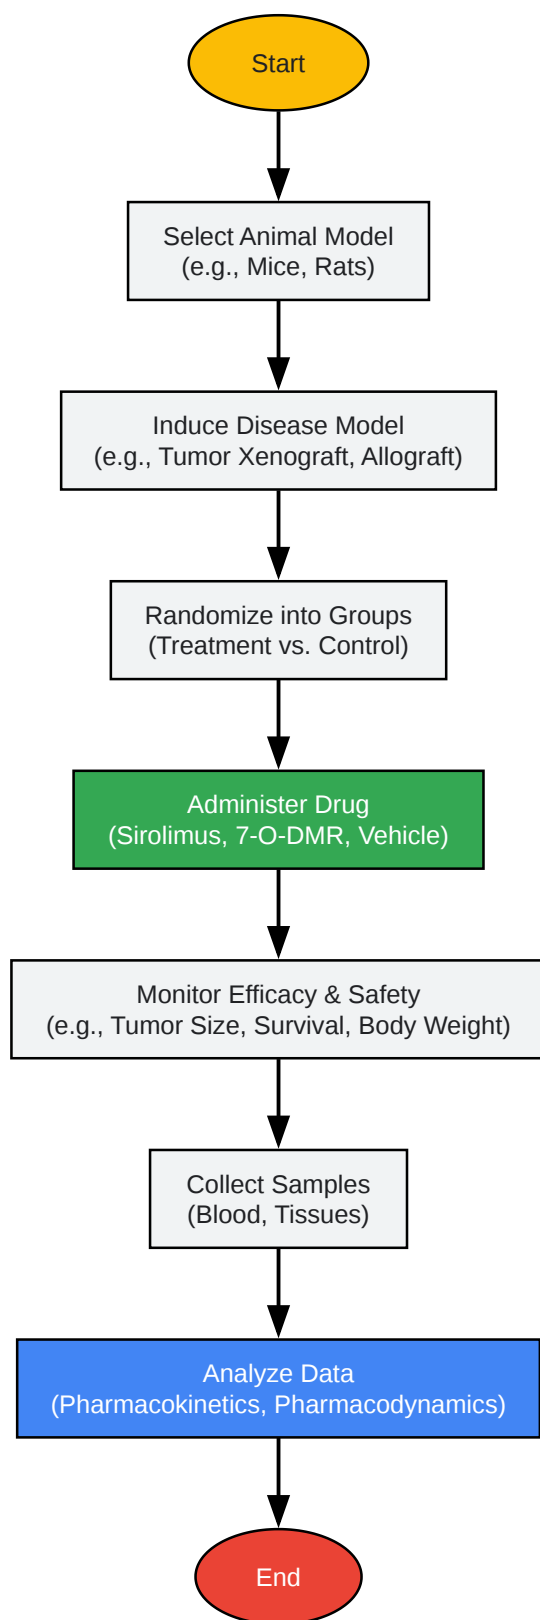 Start
Select Animal Model
(e.g., Mice, Rats)
Induce Disease Model
(e.g., Tumor Xenograft, Allograft)
Randomize into Groups
(Treatment vs. Control)
Administer Drug
(Sirolimus, 7-O-DMR, Vehicle)
Monitor Efficacy & Safety
(e.g., Tumor Size, Survival, Body Weight)
Collect Samples
(Blood, Tissues)
Analyze Data
(Pharmacokinetics, Pharmacodynamics)
End